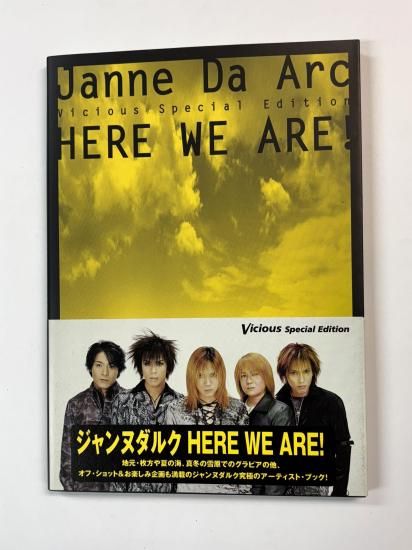 Janne Da Arc
Vicious Special Edition
HERE WE ARE!
Vicious Special Edition
ジャンヌダルク HERE WE ARE!
地元・枚方や夏の海、真冬の雪原でのグラビアの他、
オフ・ショット&お楽しみ企画も満載のジャンヌダルク究極のアーティスト・ブック!